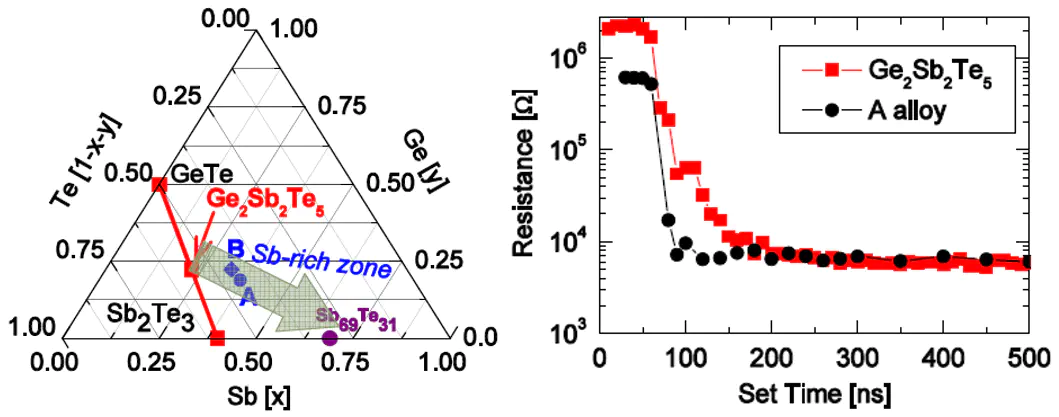 0.00
1.00
0.25
0.75
Te [1-x-y]
Ge [y]
0.50
GeTe
0.50
Ge2Sb2Te5
0.75
B Sb-rich zone
0.25
A
Sb2Te3
Sb69Te31
1.00
0.0
0.00
0.25
0.50
0.75
1.00
Sb [x]
Resistance [Ω]
10^6
10^5
10^4
10^3
Ge2Sb2Te5
A alloy
0
100
200
300
400
500
Set Time [ns]